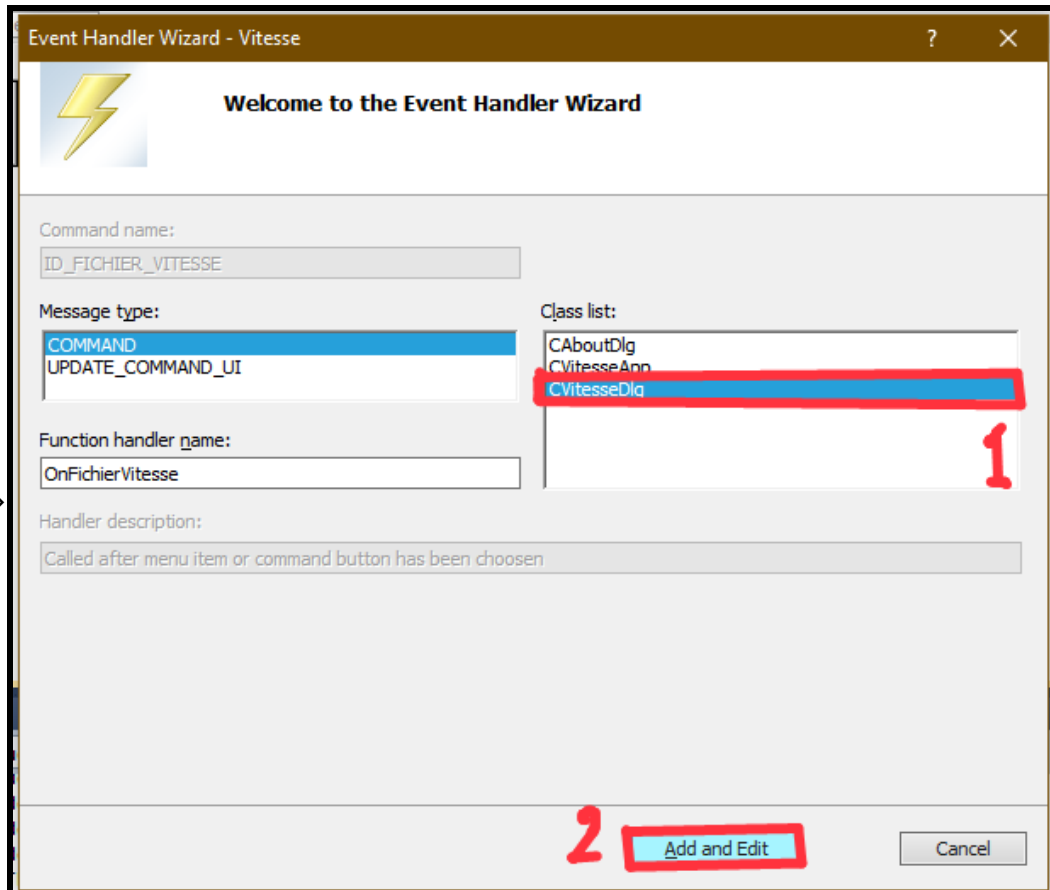 Event Handler Wizard - Vitesse
?
Welcome to the Event Handler Wizard
Command name:
ID_FICHIER_VITESSE
Message type:
COMMAND
UPDATE_COMMAND_UI
Class list:
CAboutDlg
CVitesseApp
CVitesseDlg
1
Function handler name:
OnFichierVitesse
Handler description:
Called after menu item or command button has been choosen
2
Add and Edit
Cancel